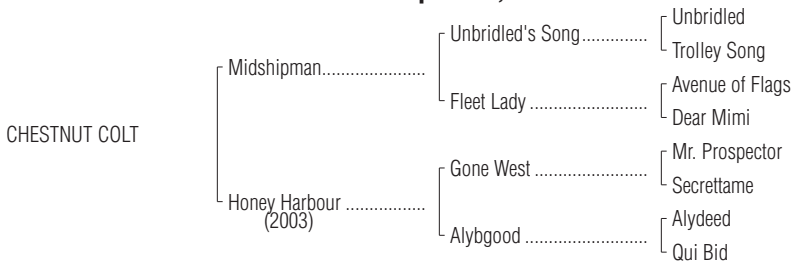 Unbridled
Unbridled's Song..............
Trolley Song
Midshipman......................
Avenue of Flags
Fleet Lady .........................
Dear Mimi
CHESTNUT COLT
Mr. Prospector
Gone West ........................
Secrettame
Honey Harbour .................
(2003)
Alydeed
Alybgood ..........................
Qui Bid